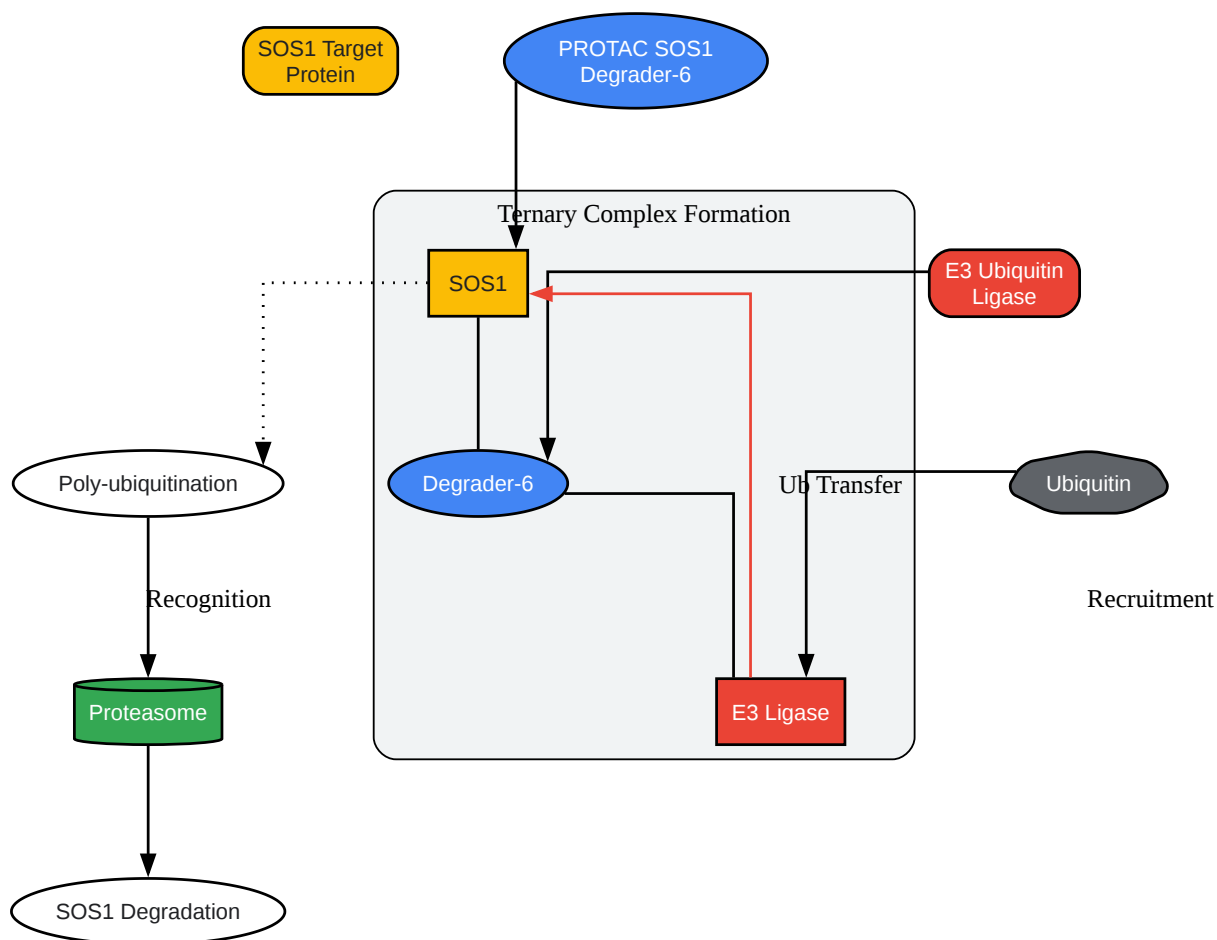 SOS1 Target
Protein
PROTAC SOS1
Degrader-6
Ternary Complex Formation
SOS1
E3 Ubiquitin
Ligase
Poly-ubiquitination
Degrader-6
Ub Transfer
Ubiquitin
Recognition
Recruitment
Proteasome
E3 Ligase
SOS1 Degradation